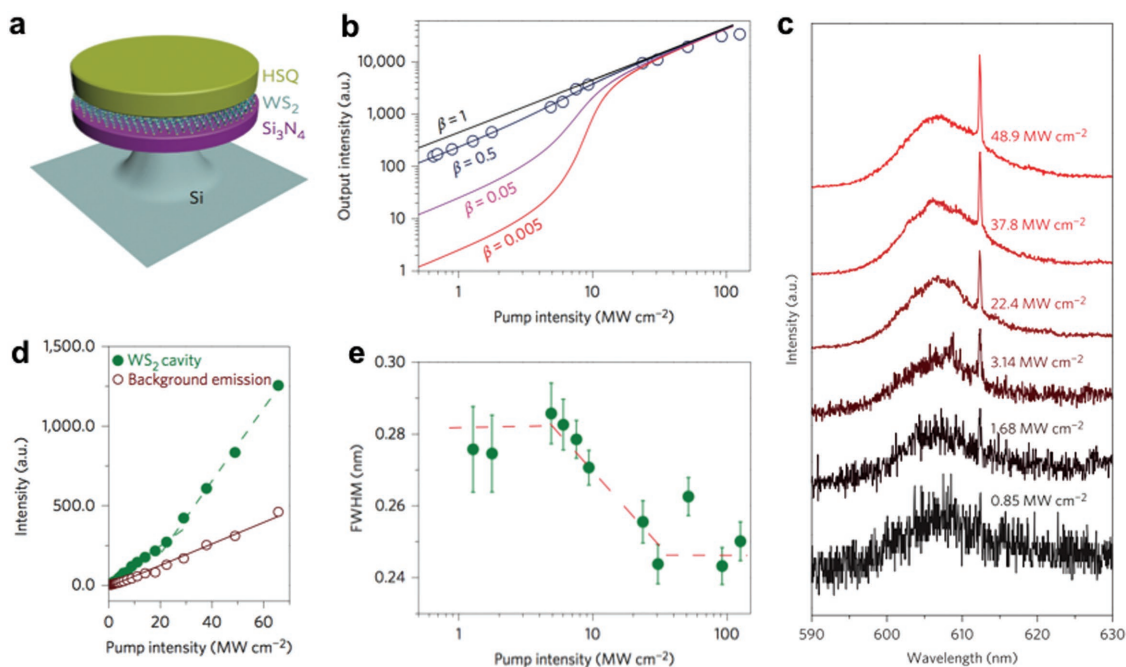 a
HSQ
WS₂
Si₃N₄
Si
b
Output intensity (a.u.)
10,000
1,000
100
10
1
β = 1
β = 0.5
β = 0.05
β = 0.005
1
10
100
Pump intensity (MW cm⁻²)
c
Intensity (a.u.)
48.9 MW cm⁻²
37.8 MW cm⁻²
22.4 MW cm⁻²
3.14 MW cm⁻²
1.68 MW cm⁻²
0.85 MW cm⁻²
590
600
610
620
630
Wavelength (nm)
d
Intensity (a.u.)
1,500.0
1,000.0
500.0
0.0
WS₂ cavity
Background emission
0
20
40
60
Pump intensity (MW cm⁻²)
e
FWHM (nm)
0.30
0.28
0.26
0.24
1
10
100
Pump intensity (MW cm⁻²)